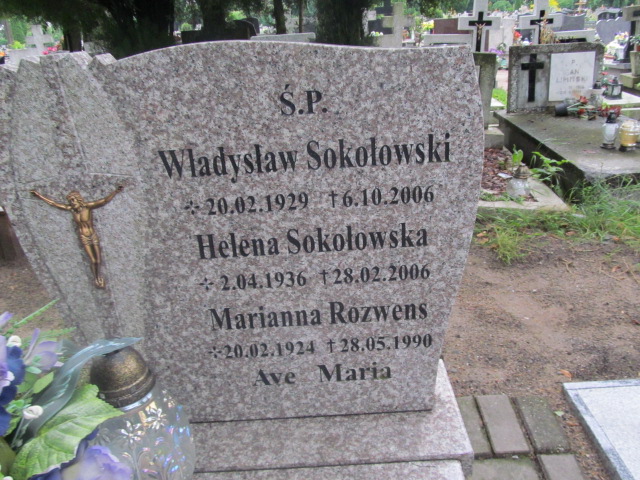 Ś.P.
Władysław Sokołowski
✢20.02.1929 †6.10.2006
Helena Sokołowska
✢2.04.1936 †28.02.2006
Marianna Rozwens
✢20.02.1924 †28.05.1990
Ave Maria